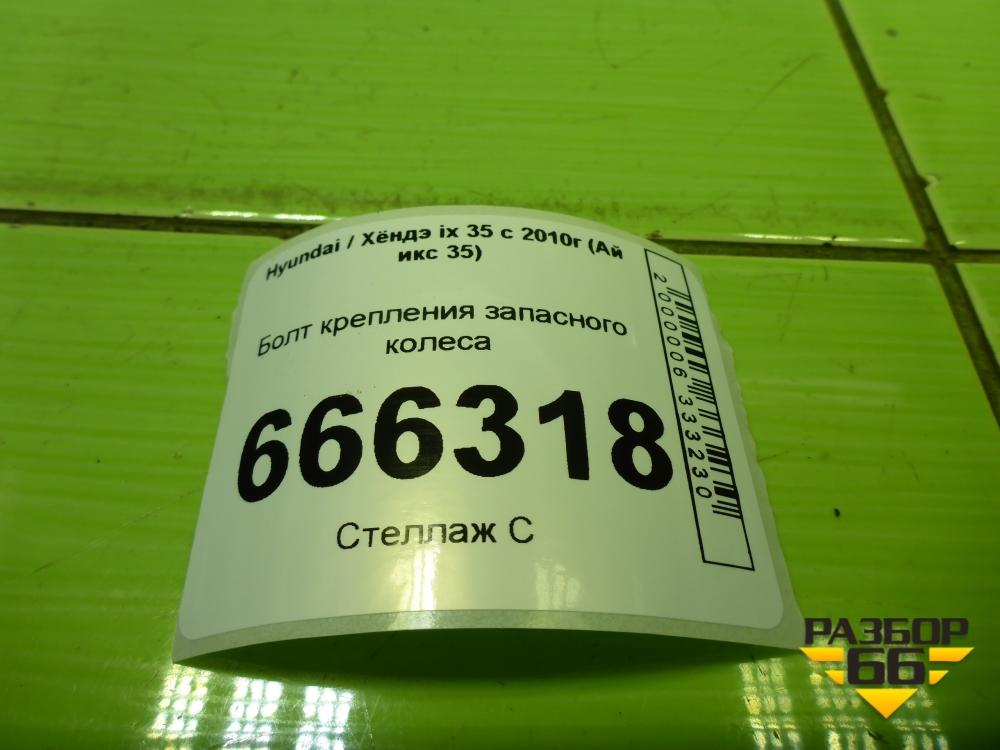 Hyundai / Хёндэ ix 35 с 2010г (Ай
икс 35)
Болт крепления запасного
колеса
666318
Стеллаж С
2000006333230
РАЗБОР
66